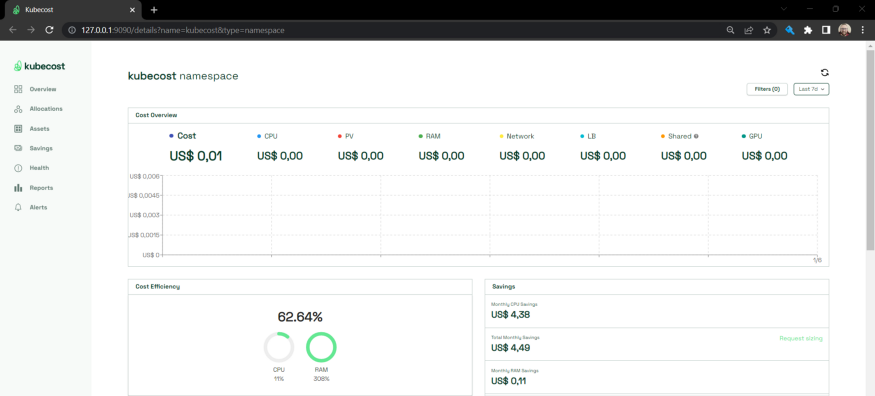 Kubecost
127.0.0.1:9090/details?name=kubecost&type=namespace
kubecost
Overview
Allocations
Assets
Savings
Health
Reports
Alerts
kubecost namespace
Filters (0)
Last 7d
Cost Overview
Cost CPU PV RAM Network LB Shared GPU
US$ 0,01 US$ 0,00 US$ 0,00 US$ 0,00 US$ 0,00 US$ 0,00 US$ 0,00 US$ 0,00
US$ 0,006
US$ 0,0045
US$ 0,003
US$ 0,0015
US$ 0
1/6
Cost Efficiency
62.64%
CPU RAM
11% 308%
Savings
Monthly CPU Savings
US$ 4,38
Total Monthly Savings
US$ 4,49
Request sizing
Monthly RAM Savings
US$ 0,11